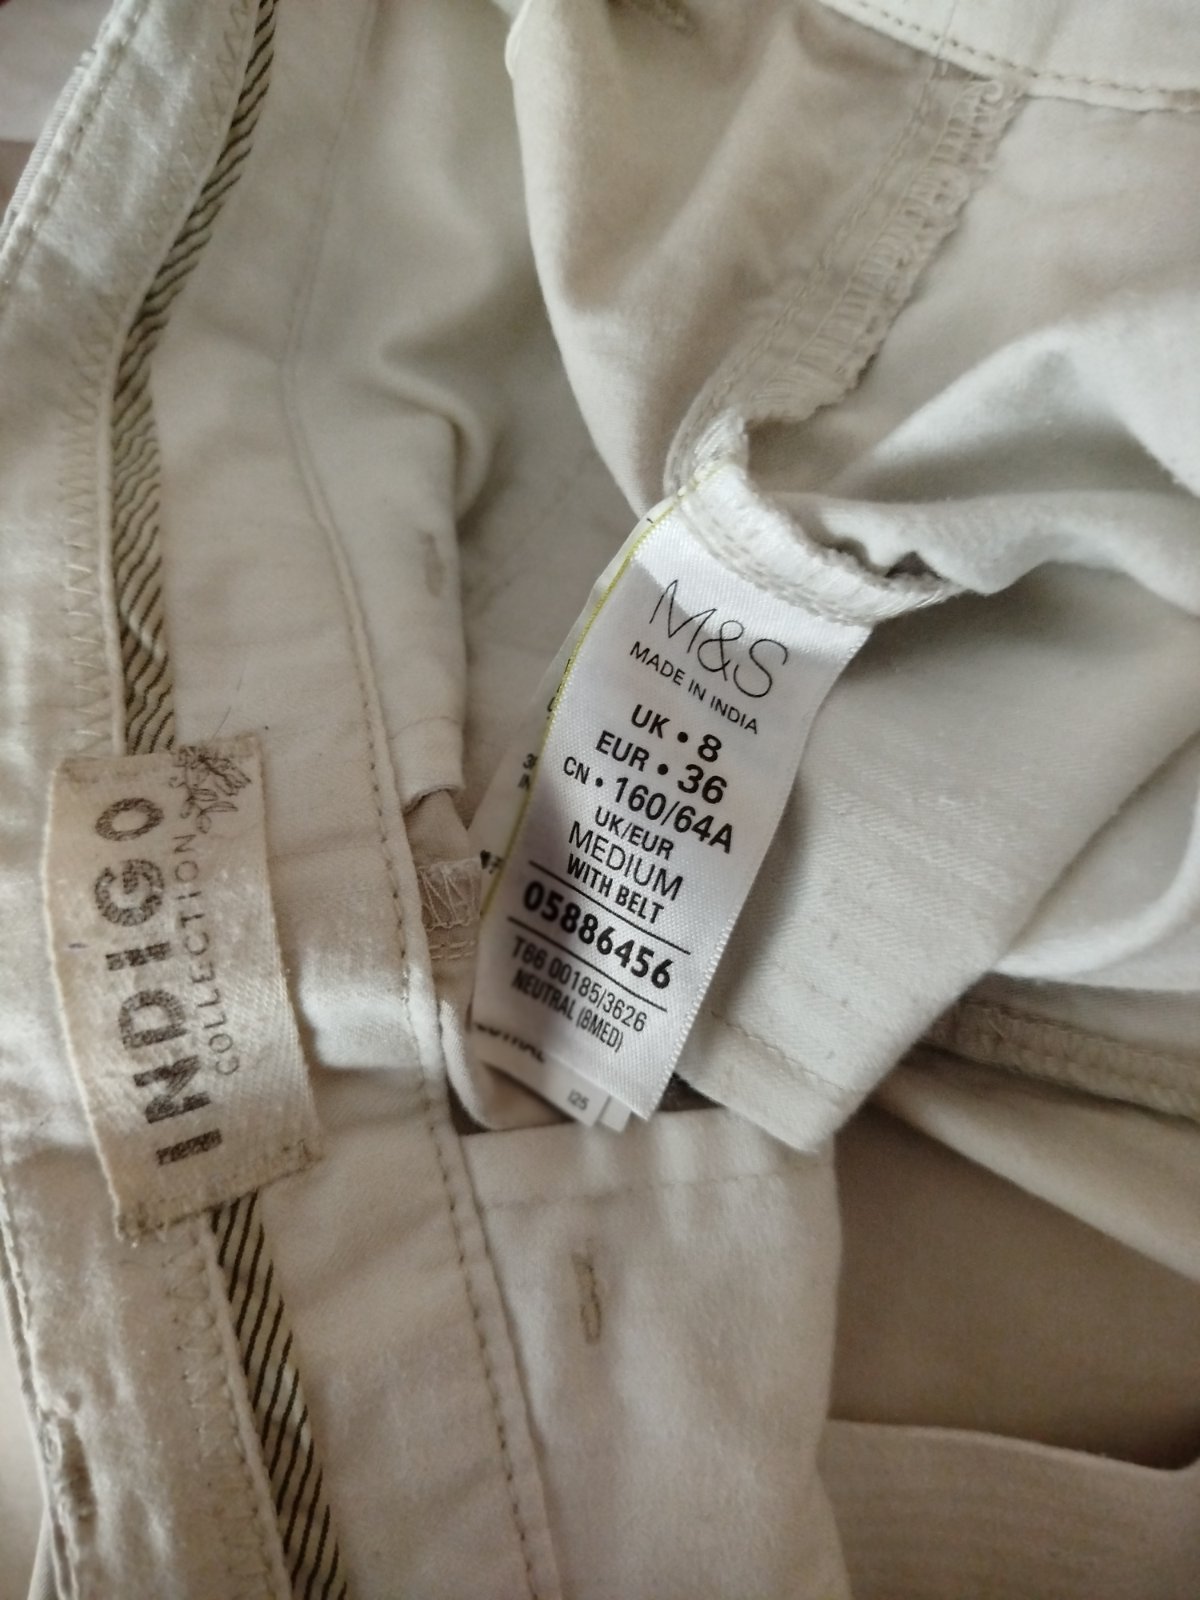 INDIGO
COLLECTION
M&S
MADE IN INDIA
UK • 8
EUR • 36
CN • 160/64A
UK/EUR
MEDIUM
WITH BELT
05886456
T66 00185/3626
NEUTRAL (8MED)
125